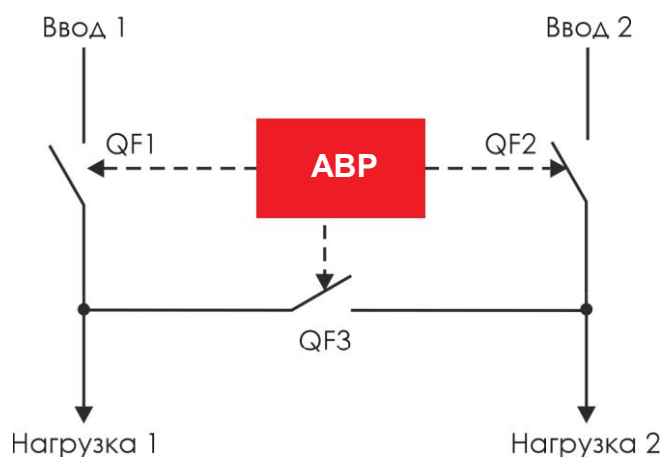 Ввод 1
Ввод 2
QF1
АВР
QF2
QF3
Нагрузка 1
Нагрузка 2